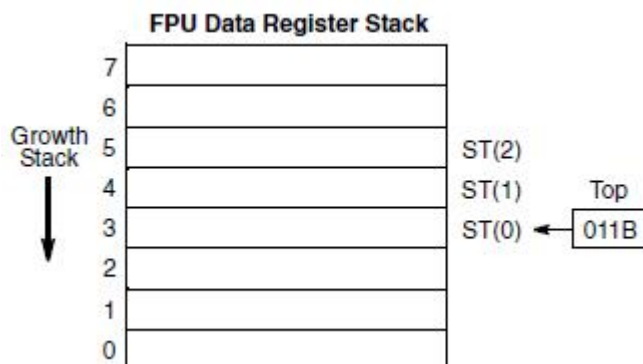 FPU Data Register Stack
7
6
Growth
Stack
5
ST(2)
4
ST(1)
Top
3
ST(0)
011B
2
1
0